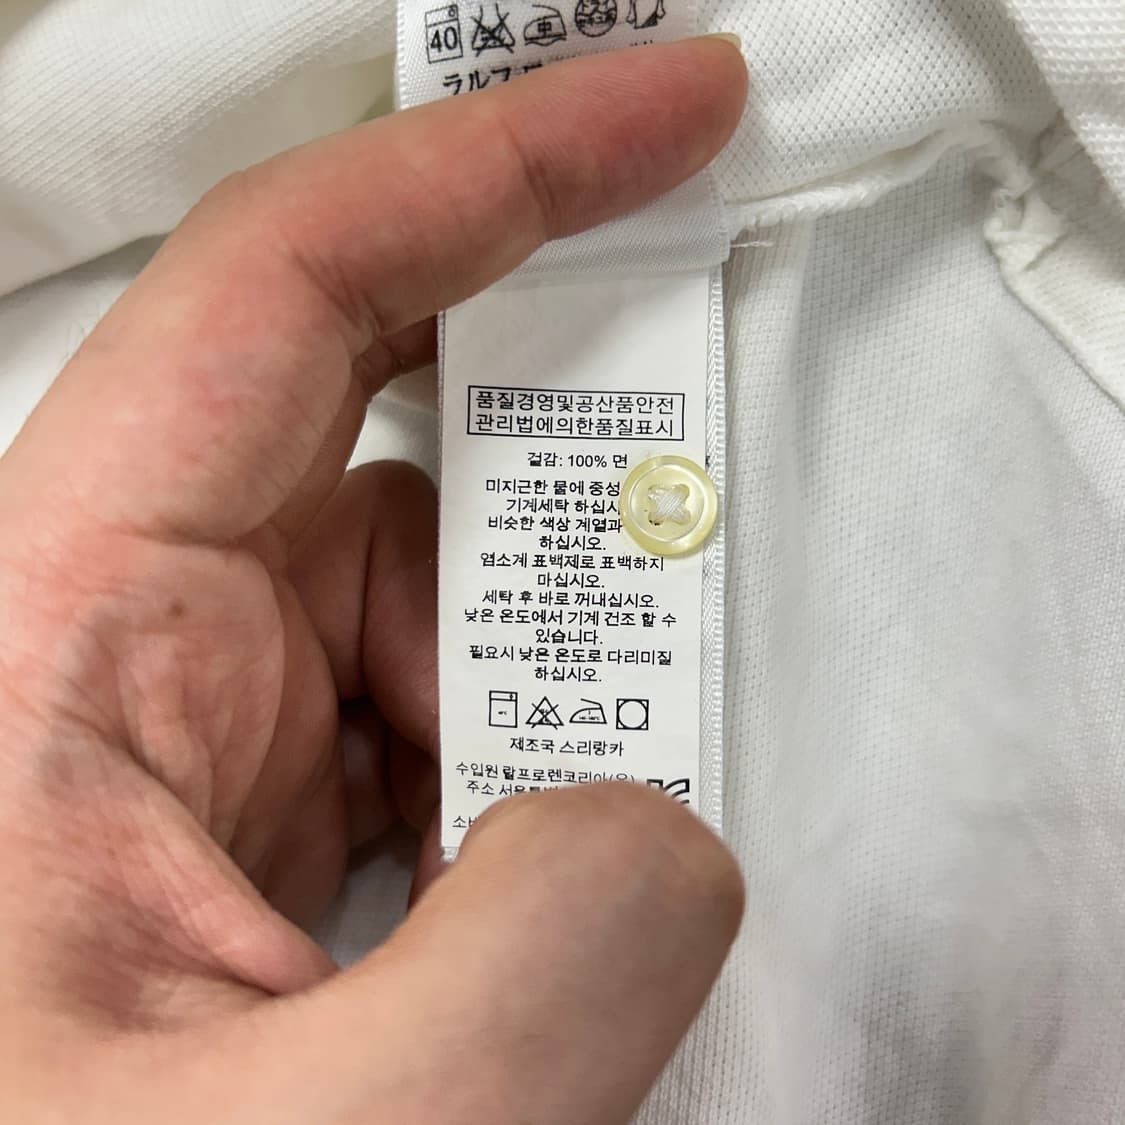 40
ラルフ
품질경영및공산품안전
관리법에의한품질표시
겉감: 100% 면
미지근한 물에 중성
기계세탁 하십시
비슷한 색상 계열과
하십시오.
염소계 표백제로 표백하지
마십시오.
세탁 후 바로 꺼내십시오.
낮은 온도에서 기계 건조 할 수
있습니다.
필요시 낮은 온도로 다리미질
하십시오.
제조국 스리랑카
수입원 랄프로렌코리아(유)
주소 서울특